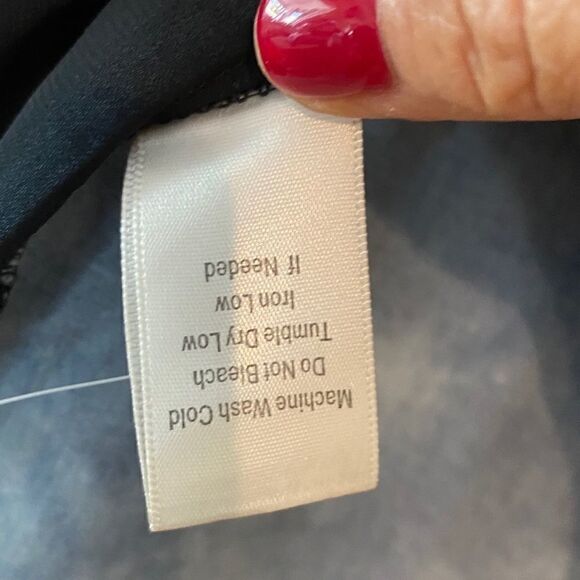 Machine Wash Cold
Do Not Bleach
Tumble Dry Low
Iron Low
If Needed